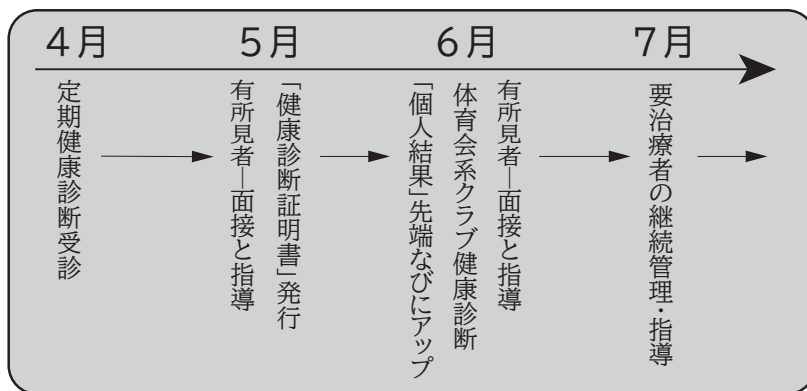 ４月
５月
６月
７月
定期健康診断受診
「健康診断証明書」発行
有所見者―面接と指導
有所見者―面接と指導
体育会系クラブ健康診断
「個人結果」先端なびにアップ
要治療者の継続管理・指導